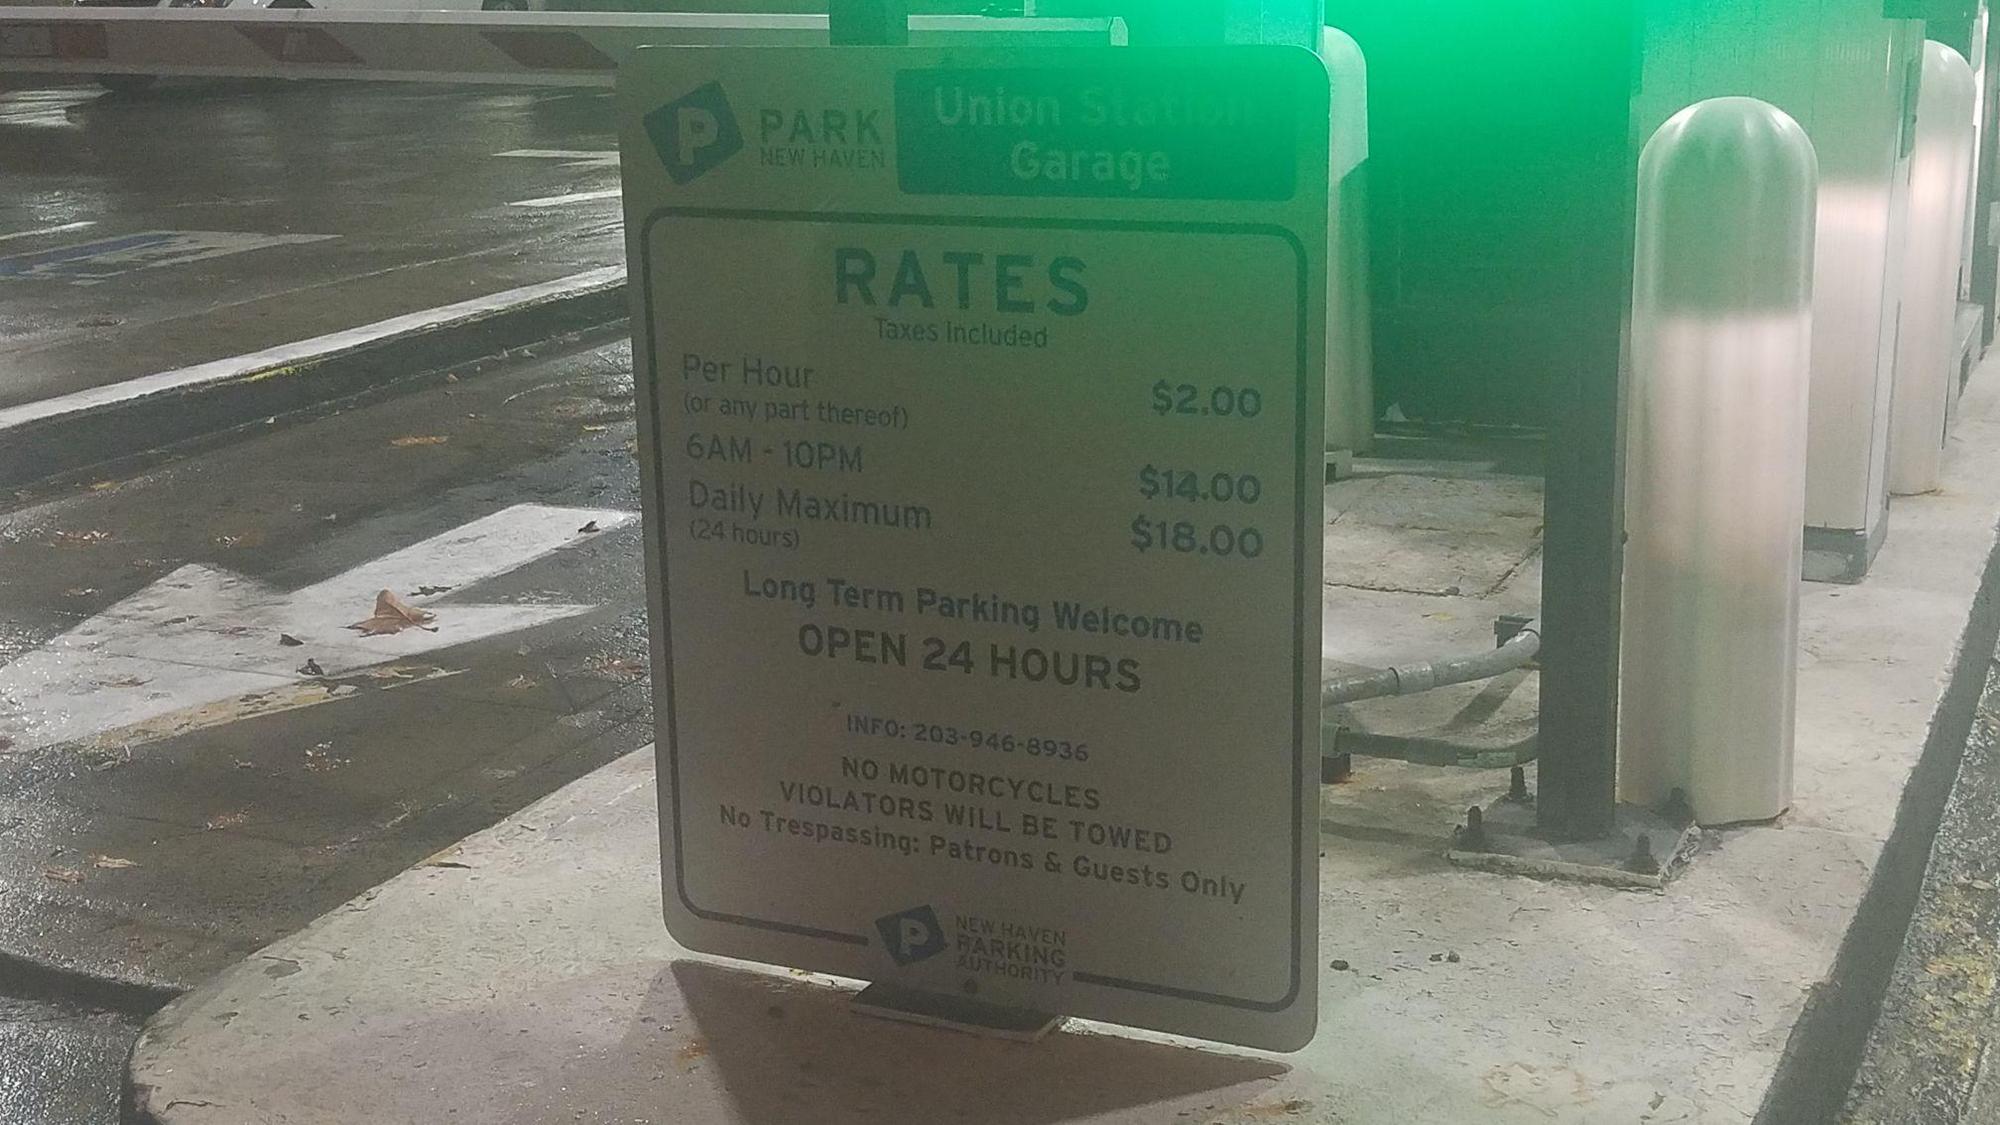 P PARK
NEW HAVEN
Union Station
Garage
RATES
Taxes Included
Per Hour $2.00
(or any part thereof)
6AM - 10PM $14.00
Daily Maximum $18.00
(24 hours)
Long Term Parking Welcome
OPEN 24 HOURS
INFO: 203-946-8936
NO MOTORCYCLES
VIOLATORS WILL BE TOWED
No Trespassing: Patrons & Guests Only
P NEW HAVEN
PARKING
AUTHORITY